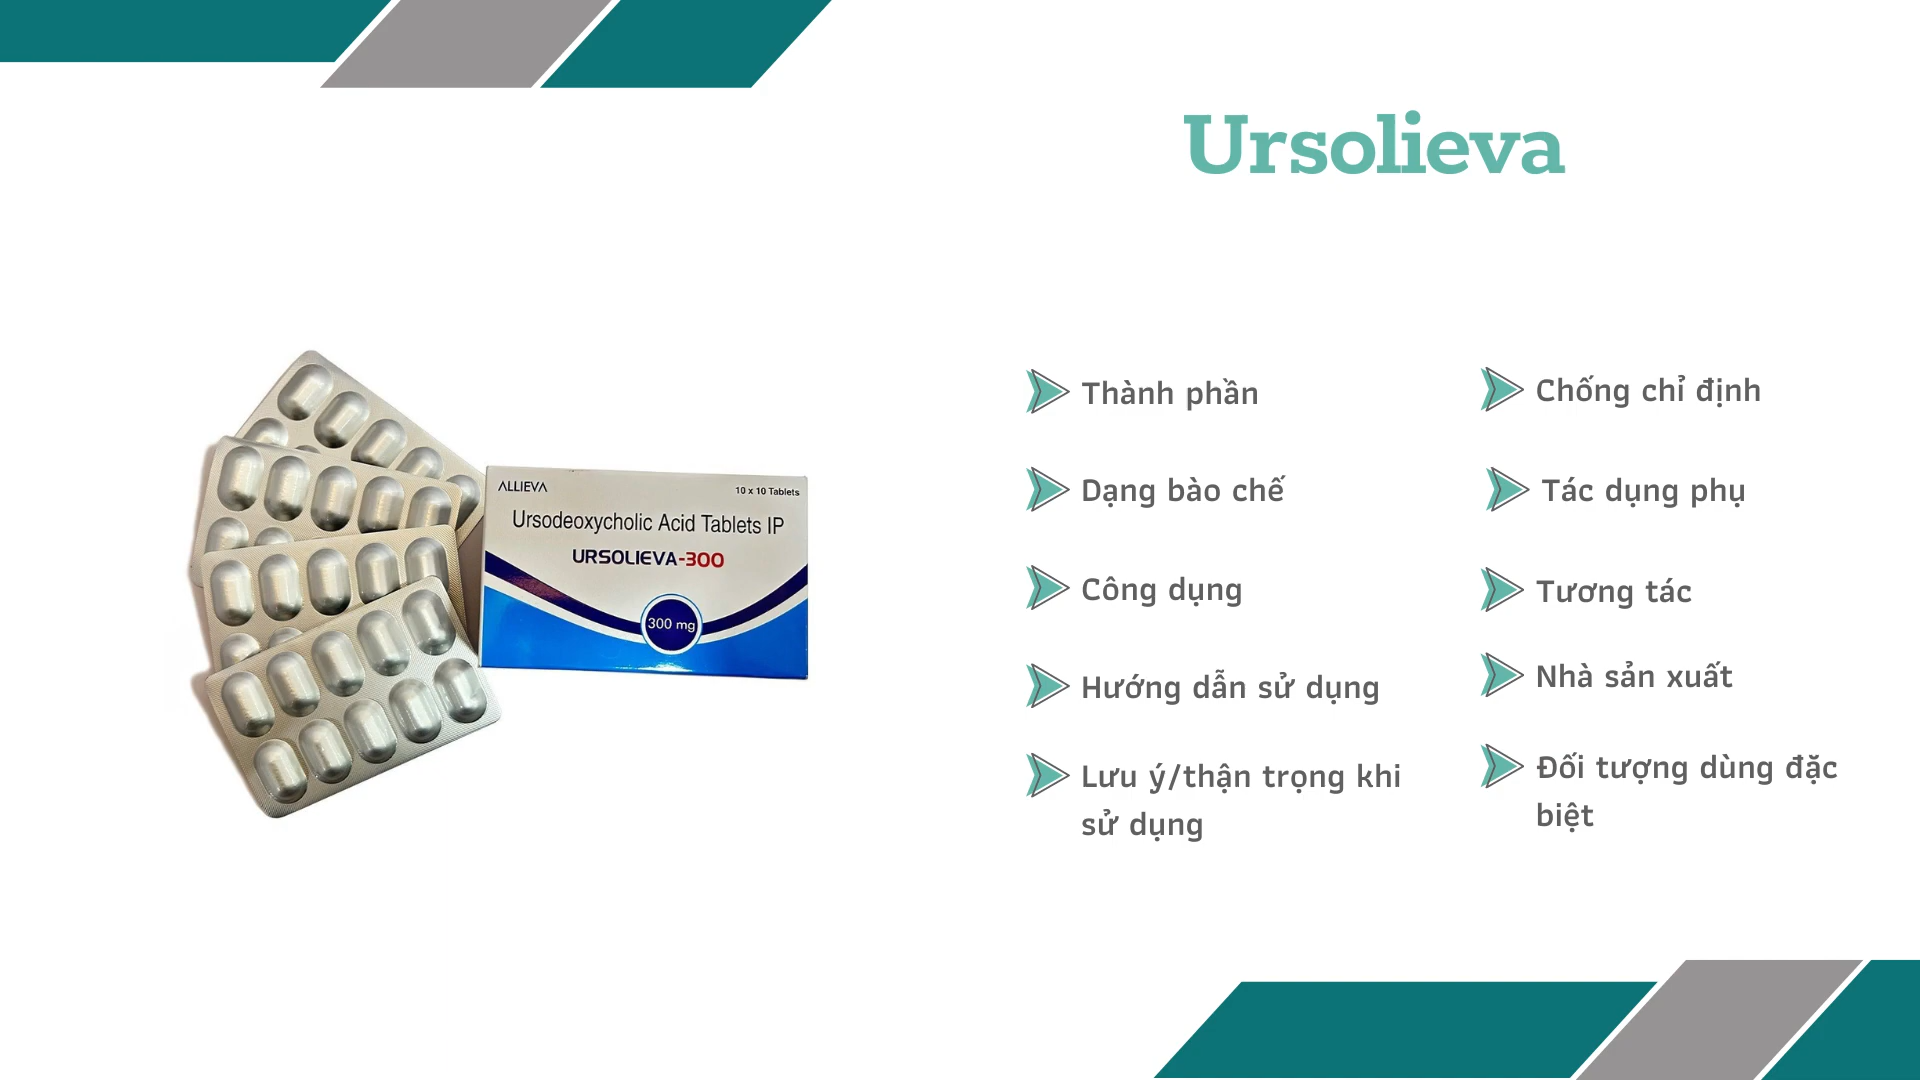 Ursolieva
ALLIEVA
10 x 10 Tablets
Ursodeoxycholic Acid Tablets IP
URSOLIEVA-300
300 mg
Thành phần
Dạng bào chế
Công dụng
Hướng dẫn sử dụng
Lưu ý/thận trọng khi
sử dụng
Chống chỉ định
Tác dụng phụ
Tương tác
Nhà sản xuất
Đối tượng dùng đặc
biệt